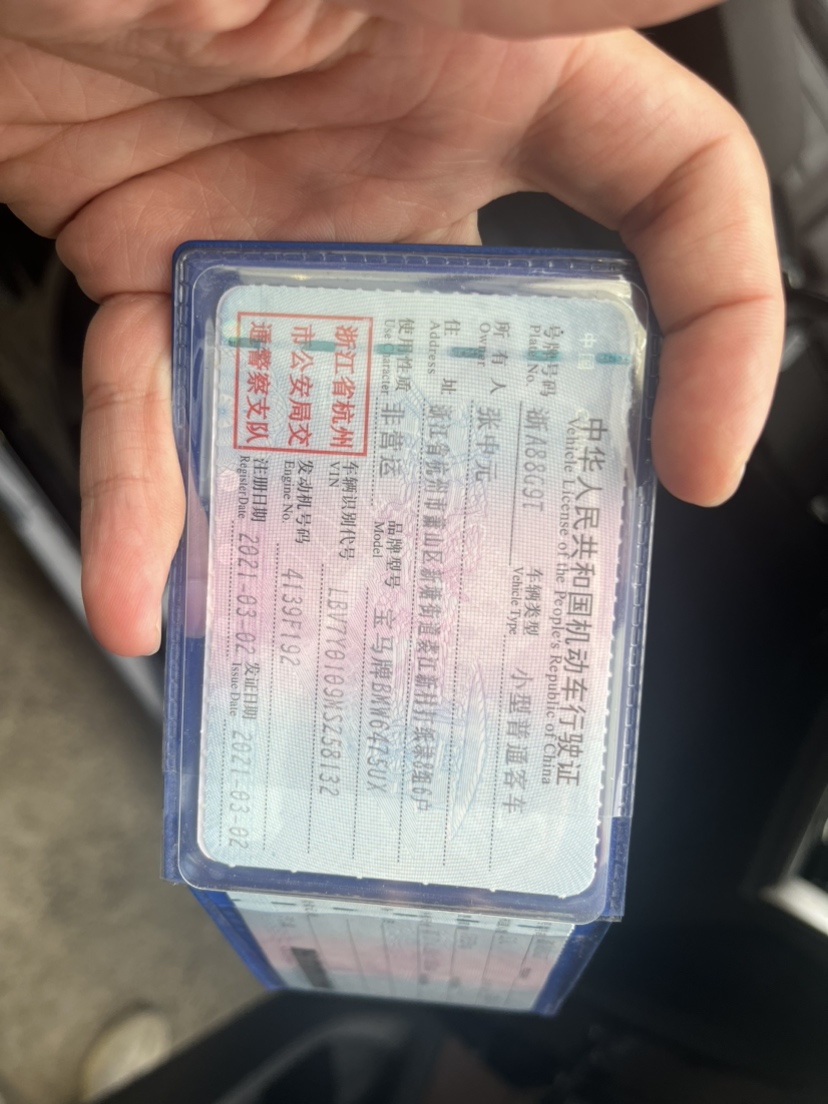 中华人民共和国机动车行驶证
Vehicle License of the People's Republic of China
号牌号码 浙A88G9T 车辆类型 小型普通客车
Plate No. Vehicle Type
所有人 张中元
Owner
住址
Address 浙江省杭州市萧山区新塘街道
使用性质 非营运 品牌型号 宝马牌BMW6475UX
Use Character Model
浙江省杭州
市公安局交
通警察支队
车辆识别代号 LBV7Y0109MSZ58132
VIN
发动机号码 4139F192
Engine No.
注册日期 2021-03-02 发证日期 2021-03-02
Register Date Issue Date